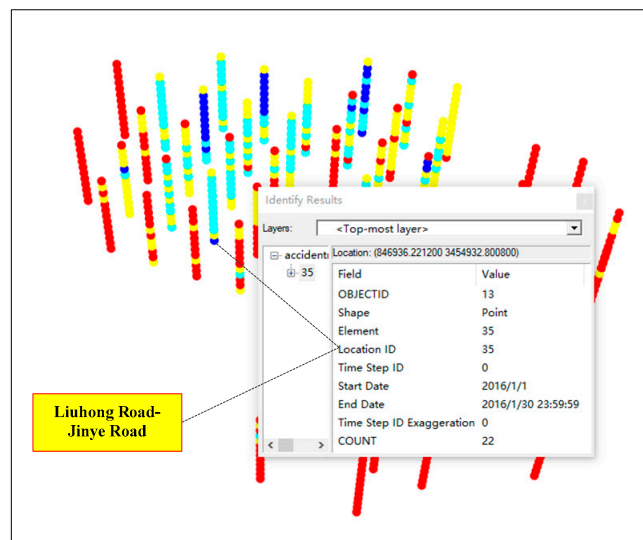 Identify Results
Layers: <Top-most layer>
accidents
35
Location: (846936.221200 3454932.800800)
Field Value
OBJECTID 13
Shape Point
Element 35
Location ID 35
Time Step ID 0
Start Date 2016/1/1
End Date 2016/1/30 23:59:59
Time Step ID Exaggeration 0
COUNT 22
Liuhong Road-
Jinye Road